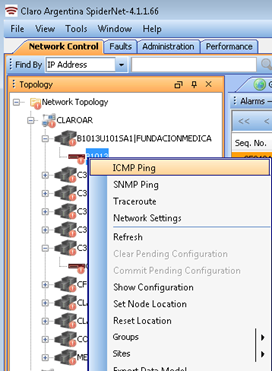 Claro Argentina SpiderNet-4.1.1.66
File View Tools Window Help
Network Control Faults Administration Performance
Find By IP Address
Topology
Alarms
Network Topology
<< <
CLAROAR
Seq. No.
B1013U101SA1|FUNDACIONMEDICA
B1013
ICMP Ping
C3
SNMP Ping
C3
Traceroute
C3
Network Settings
C3
Refresh
C3
Clear Pending Configuration
Commit Pending Configuration
CF
Show Configuration
CLA
Set Node Location
CLA
Reset Location
CO
Groups
ME
Sites
Export Data Model